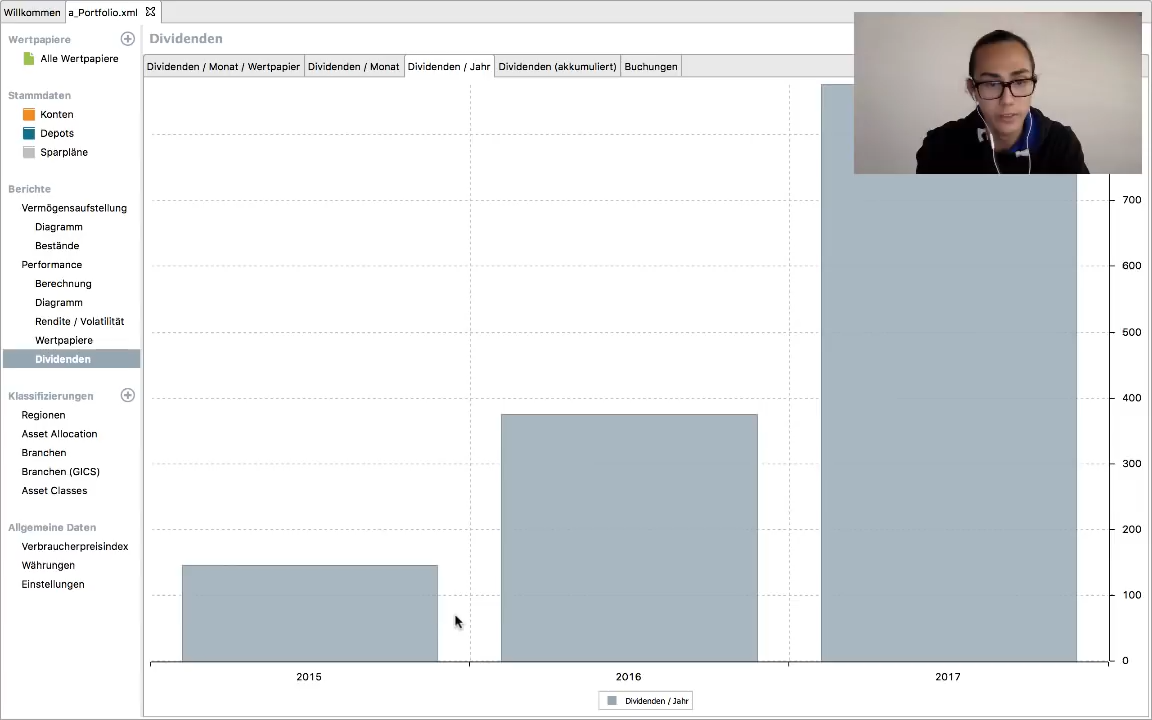 Willkommen
a_Portfolio.xml
Wertpapiere
Alle Wertpapiere
Stammdaten
Konten
Depots
Sparpläne
Berichte
Vermögensaufstellung
Diagramm
Bestände
Performance
Berechnung
Diagramm
Rendite / Volatilität
Wertpapiere
Dividenden
Klassifizierungen
Regionen
Asset Allocation
Branchen
Branchen (GICS)
Asset Classes
Allgemeine Daten
Verbraucherpreisindex
Währungen
Einstellungen
Dividenden
Dividenden / Monat / Wertpapier
Dividenden / Monat
Dividenden / Jahr
Dividenden (akkumuliert)
Buchungen
700
600
500
400
300
200
100
0
2015
2016
2017
Dividenden / Jahr